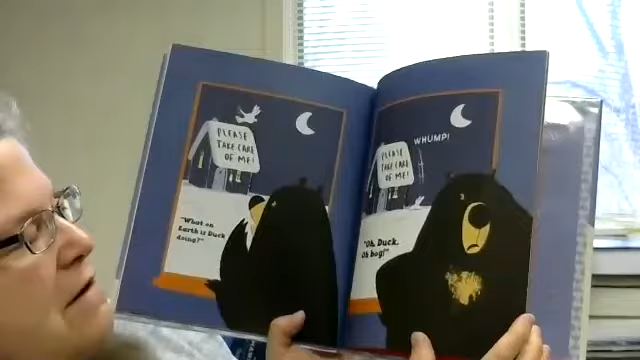 PLEASE
TAKE CARE
OF ME!
"What on
Earth is Duck
doing?"
WHUMP!
PLEASE
TAKE CARE
OF ME!
"Oh, Duck.
Oh bog!"